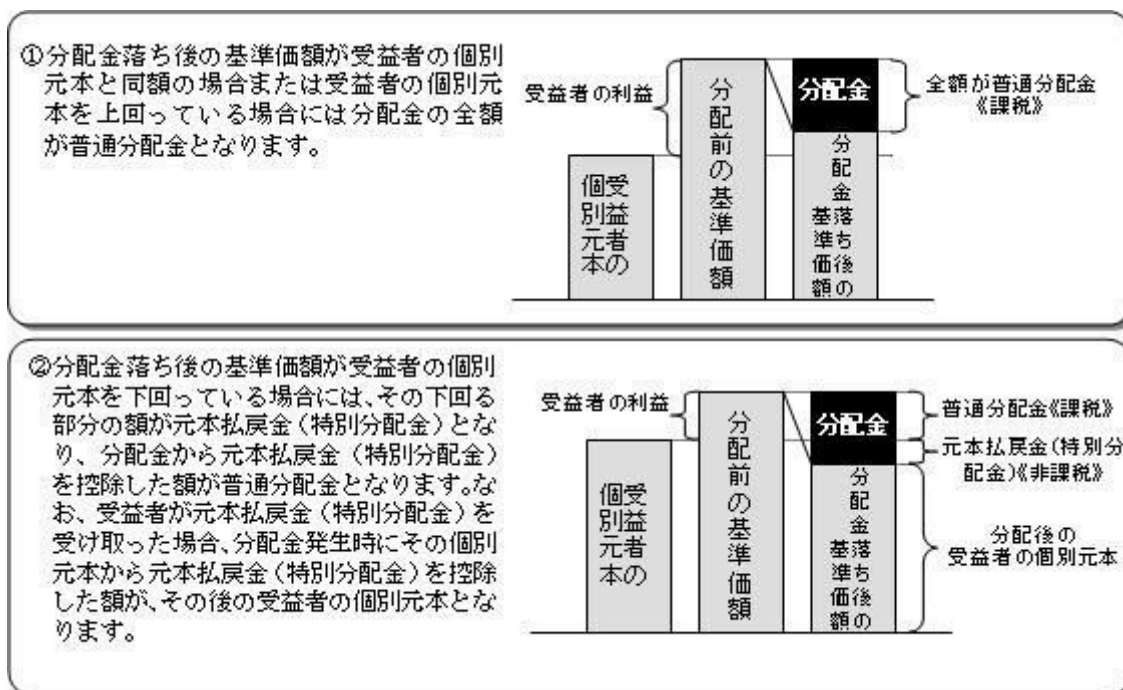 ①分配金落ち後の基準価額が受益者の個別
元本と同額の場合または受益者の個別元
本を上回っている場合には分配金の全額
が普通分配金となります。
受益者の利益
個別元本の受益者の
分配前の基準価額
分配金
分配金落ち後の基準価額
全額が普通分配金
《課税》
②分配金落ち後の基準価額が受益者の個別
元本を下回っている場合には、その下回る
部分の額が元本払戻金(特別分配金)とな
り、分配金から元本払戻金(特別分配金)
を控除した額が普通分配金となります。な
お、受益者が元本払戻金(特別分配金)を
受け取った場合、分配金発生時にその個別
元本から元本払戻金(特別分配金)を控除
した額が、その後の受益者の個別元本とな
ります。
受益者の利益
受益者の
個別元本
分配前の基準価額
分配金
分配金落ち後の
基準価額
普通分配金《課税》
元本払戻金(特別分
配金)《非課税》
分配後の
受益者の個別元本